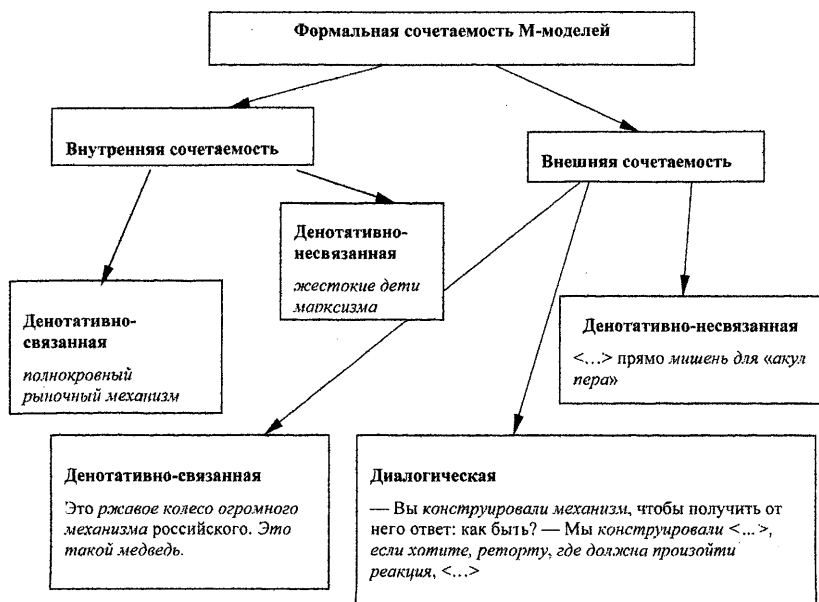 Формальная сочетаемость М-моделей
Внутренняя сочетаемость
Внешняя сочетаемость
Денотативно-
несвязанная
жестокие дети
марксизма
Денотативно-
связанная
полнокровный
рыночный механизм
Денотативно-несвязанная
<…> прямо мишень для «акул
пера»
Денотативно-связанная
Это ржавое колесо огромного
механизма российского. Это
такой медведь.
Диалогическая
— Вы конструировали механизм, чтобы получить от
него ответ: как быть? — Мы конструировали <…>,
если хотите, реторту, где должна произойти
реакция, <…>